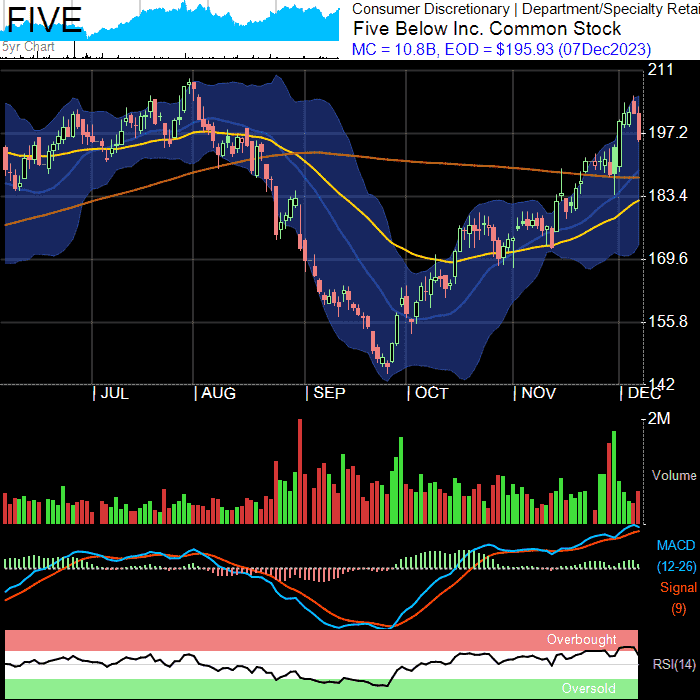 FIVE
5yr Chart
Consumer Discretionary | Department/Specialty Retai
Five Below Inc. Common Stock
MC = 10.8B, EOD = $195.93 (07Dec2023)
211
197.2
183.4
169.6
155.8
142
JUL AUG SEP OCT NOV DEC
2M
Volume
MACD
(12-26)
Signal
(9)
Overbought
RSI(14)
Oversold